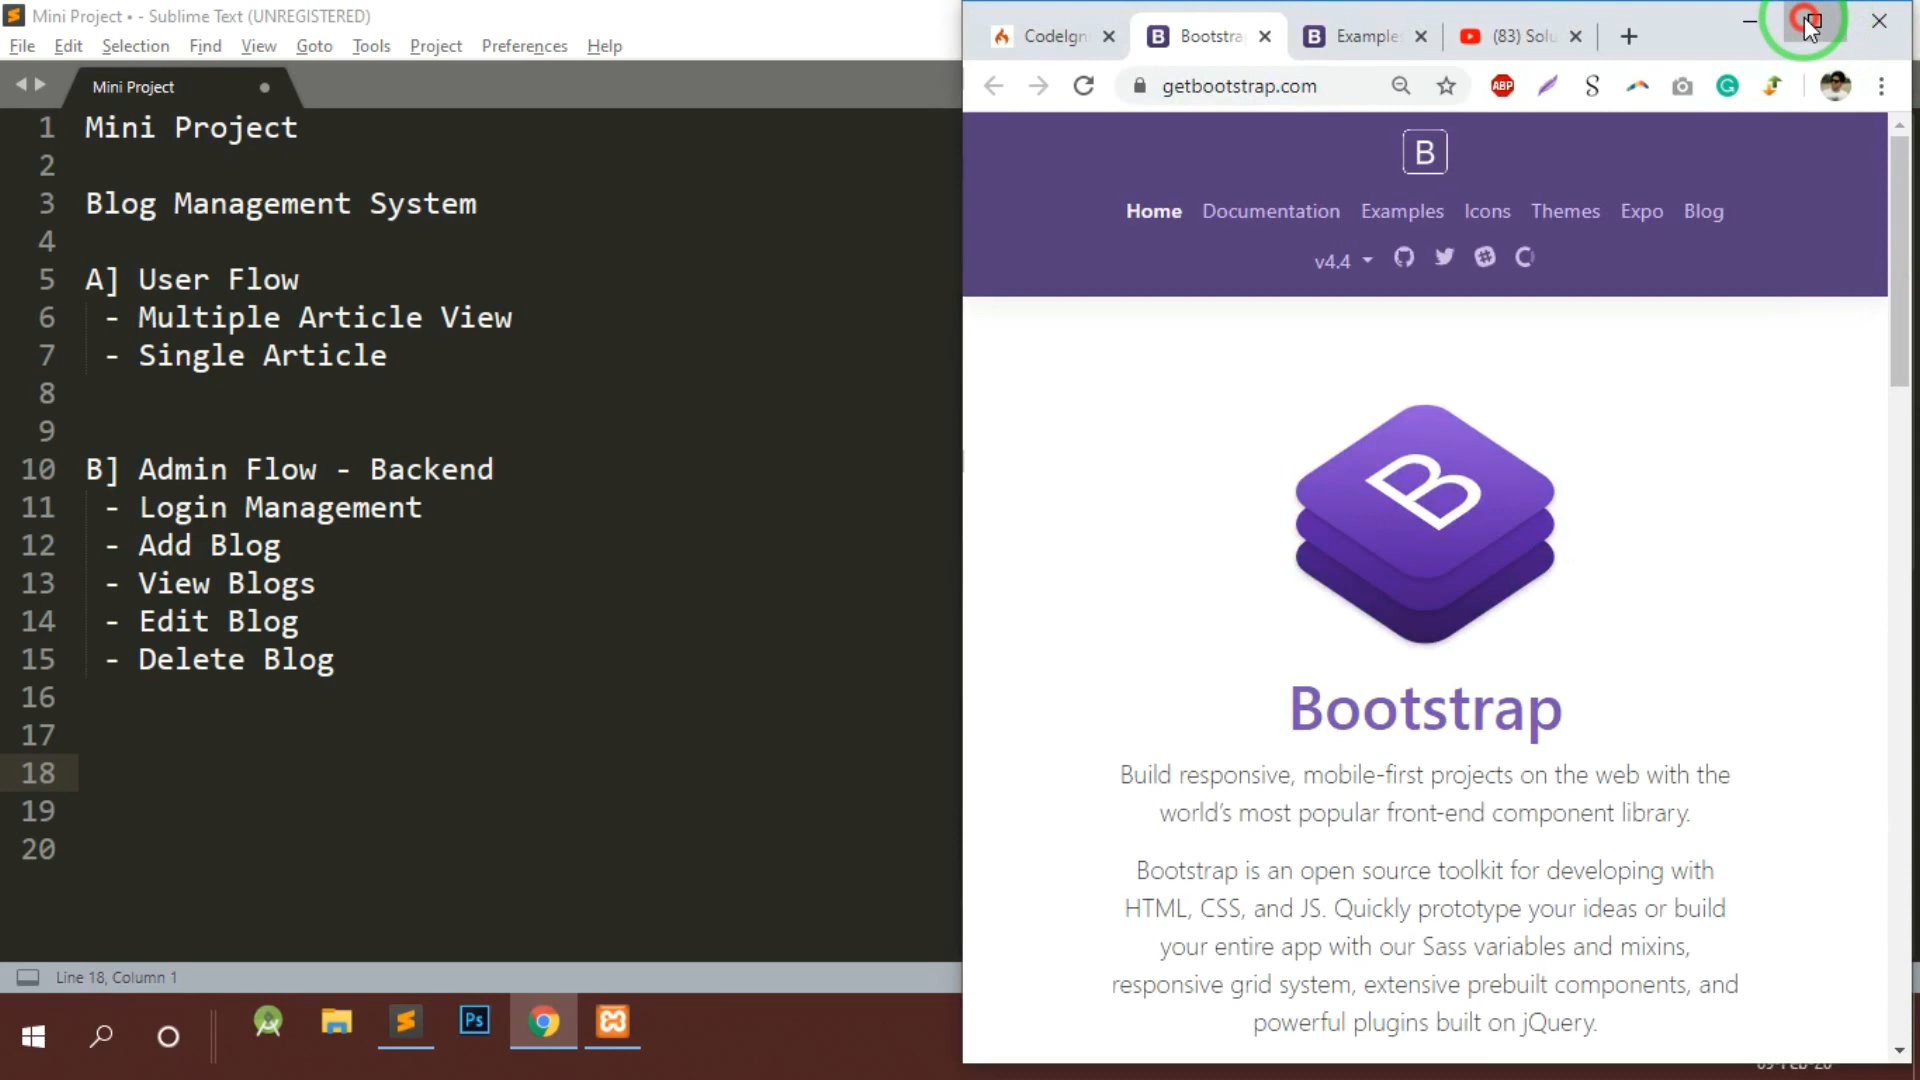 Mini Project • - Sublime Text (UNREGISTERED)
File Edit Selection Find View Goto Tools Project Preferences Help
Mini Project
1 Mini Project
2
3 Blog Management System
4
5 A] User Flow
6 - Multiple Article View
7 - Single Article
8
9
10 B] Admin Flow - Backend
11 - Login Management
12 - Add Blog
13 - View Blogs
14 - Edit Blog
15 - Delete Blog
16
17
18
19
20
Line 18, Column 1
Ps
CodeIgn Bootstra Examples (83) Solu
getbootstrap.com
ABP
S
G
B
Home Documentation Examples Icons Themes Expo Blog
v4.4
B
Bootstrap
Build responsive, mobile-first projects on the web with the
world’s most popular front-end component library.
Bootstrap is an open source toolkit for developing with
HTML, CSS, and JS. Quickly prototype your ideas or build
your entire app with our Sass variables and mixins,
responsive grid system, extensive prebuilt components, and
powerful plugins built on jQuery.